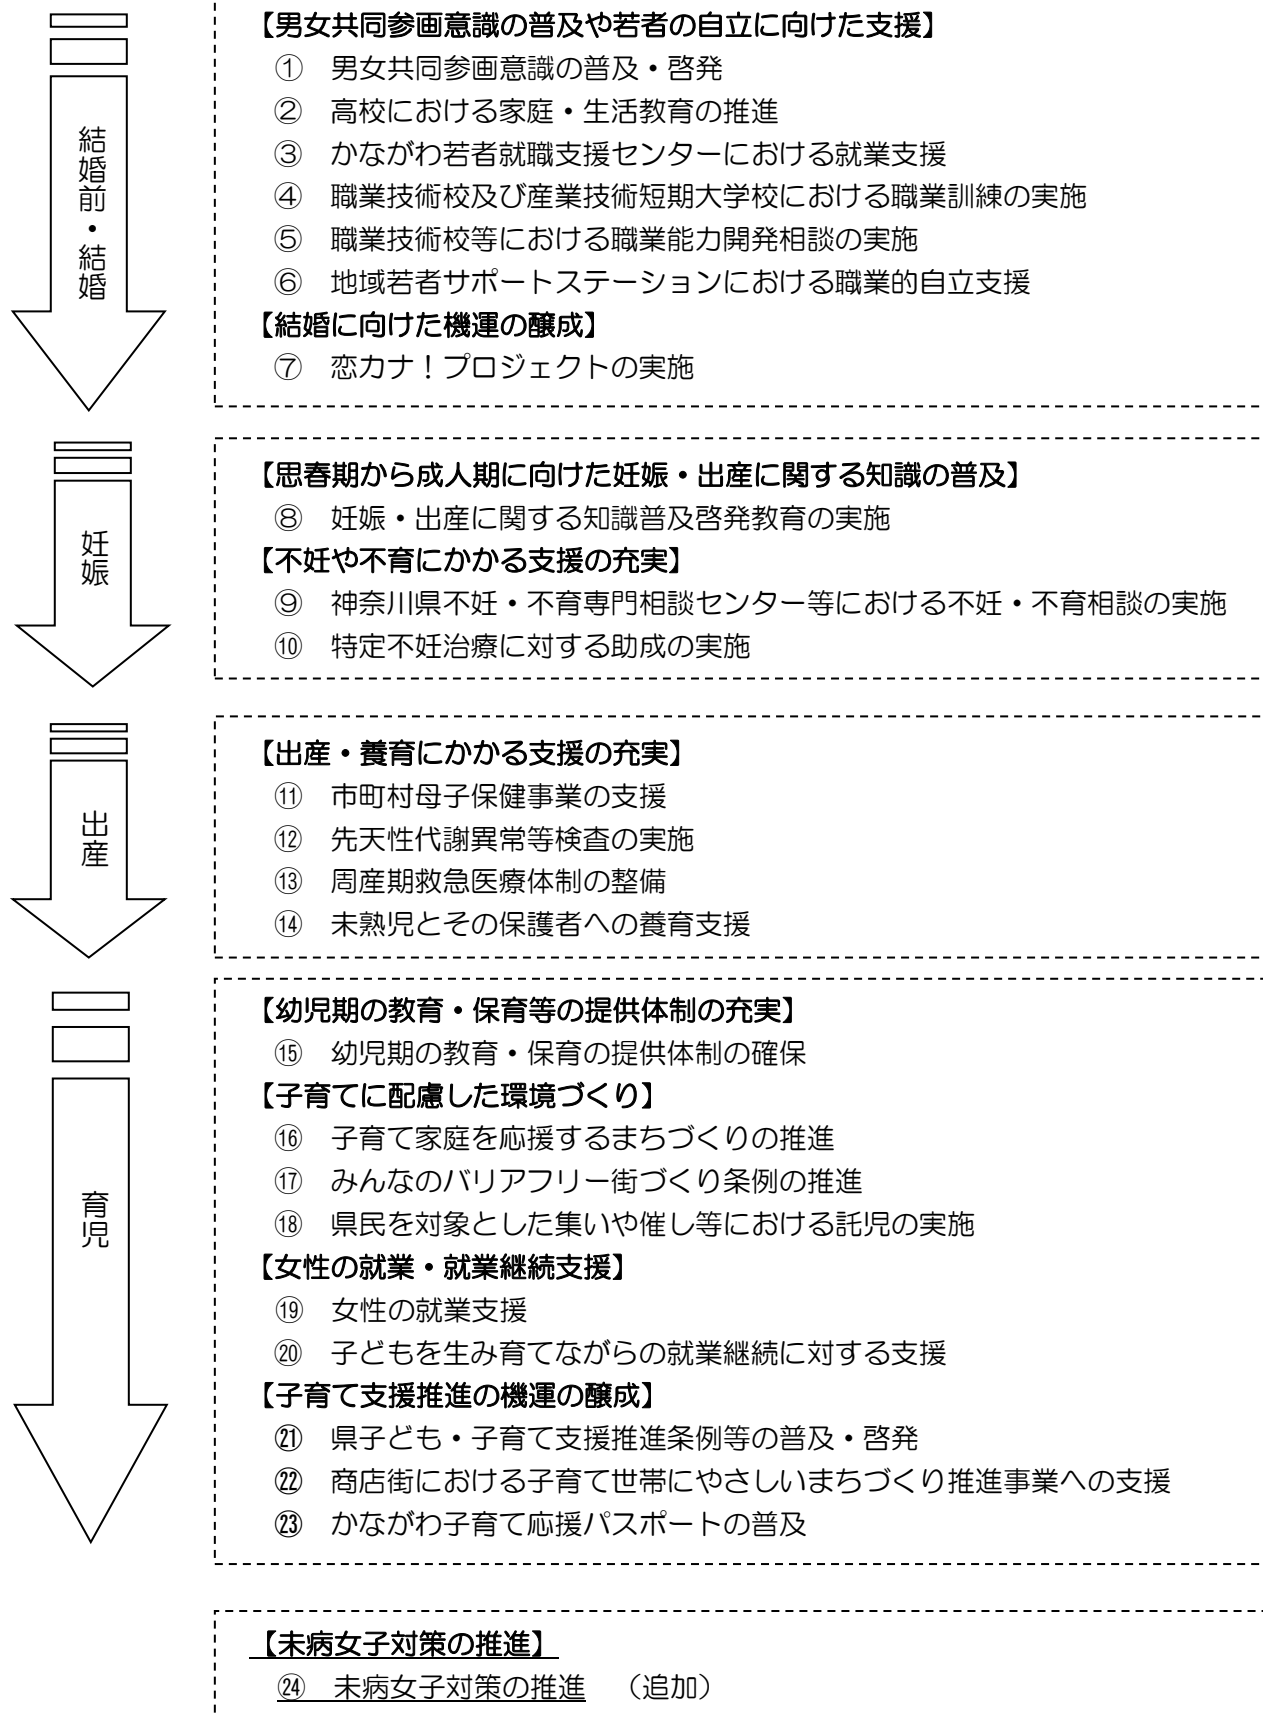 結婚前・結婚
【男女共同参画意識の普及や若者の自立に向けた支援】
① 男女共同参画意識の普及・啓発
② 高校における家庭・生活教育の推進
③ かながわ若者就職支援センターにおける就業支援
④ 職業技術校及び産業技術短期大学校における職業訓練の実施
⑤ 職業技術校等における職業能力開発相談の実施
⑥ 地域若者サポートステーションにおける職業的自立支援
【結婚に向けた機運の醸成】
⑦ 恋カナ！プロジェクトの実施
妊娠
【思春期から成人期に向けた妊娠・出産に関する知識の普及】
⑧ 妊娠・出産に関する知識普及啓発教育の実施
【不妊や不育にかかる支援の充実】
⑨ 神奈川県不妊・不育専門相談センター等における不妊・不育相談の実施
⑩ 特定不妊治療に対する助成の実施
出産
【出産・養育にかかる支援の充実】
⑪ 市町村母子保健事業の支援
⑫ 先天性代謝異常等検査の実施
⑬ 周産期救急医療体制の整備
⑭ 未熟児とその保護者への養育支援
育児
【幼児期の教育・保育等の提供体制の充実】
⑮ 幼児期の教育・保育の提供体制の確保
【子育てに配慮した環境づくり】
⑯ 子育て家庭を応援するまちづくりの推進
⑰ みんなのバリアフリー街づくり条例の推進
⑱ 県民を対象とした集いや催し等における託児の実施
【女性の就業・就業継続支援】
⑲ 女性の就業支援
⑳ 子どもを生み育てながらの就業継続に対する支援
【子育て支援推進の機運の醸成】
㉑ 県子ども・子育て支援推進条例等の普及・啓発
㉒ 商店街における子育て世帯にやさしいまちづくり推進事業への支援
㉓ かながわ子育て応援パスポートの普及
【未病女子対策の推進】
㉔ 未病女子対策の推進 （追加）